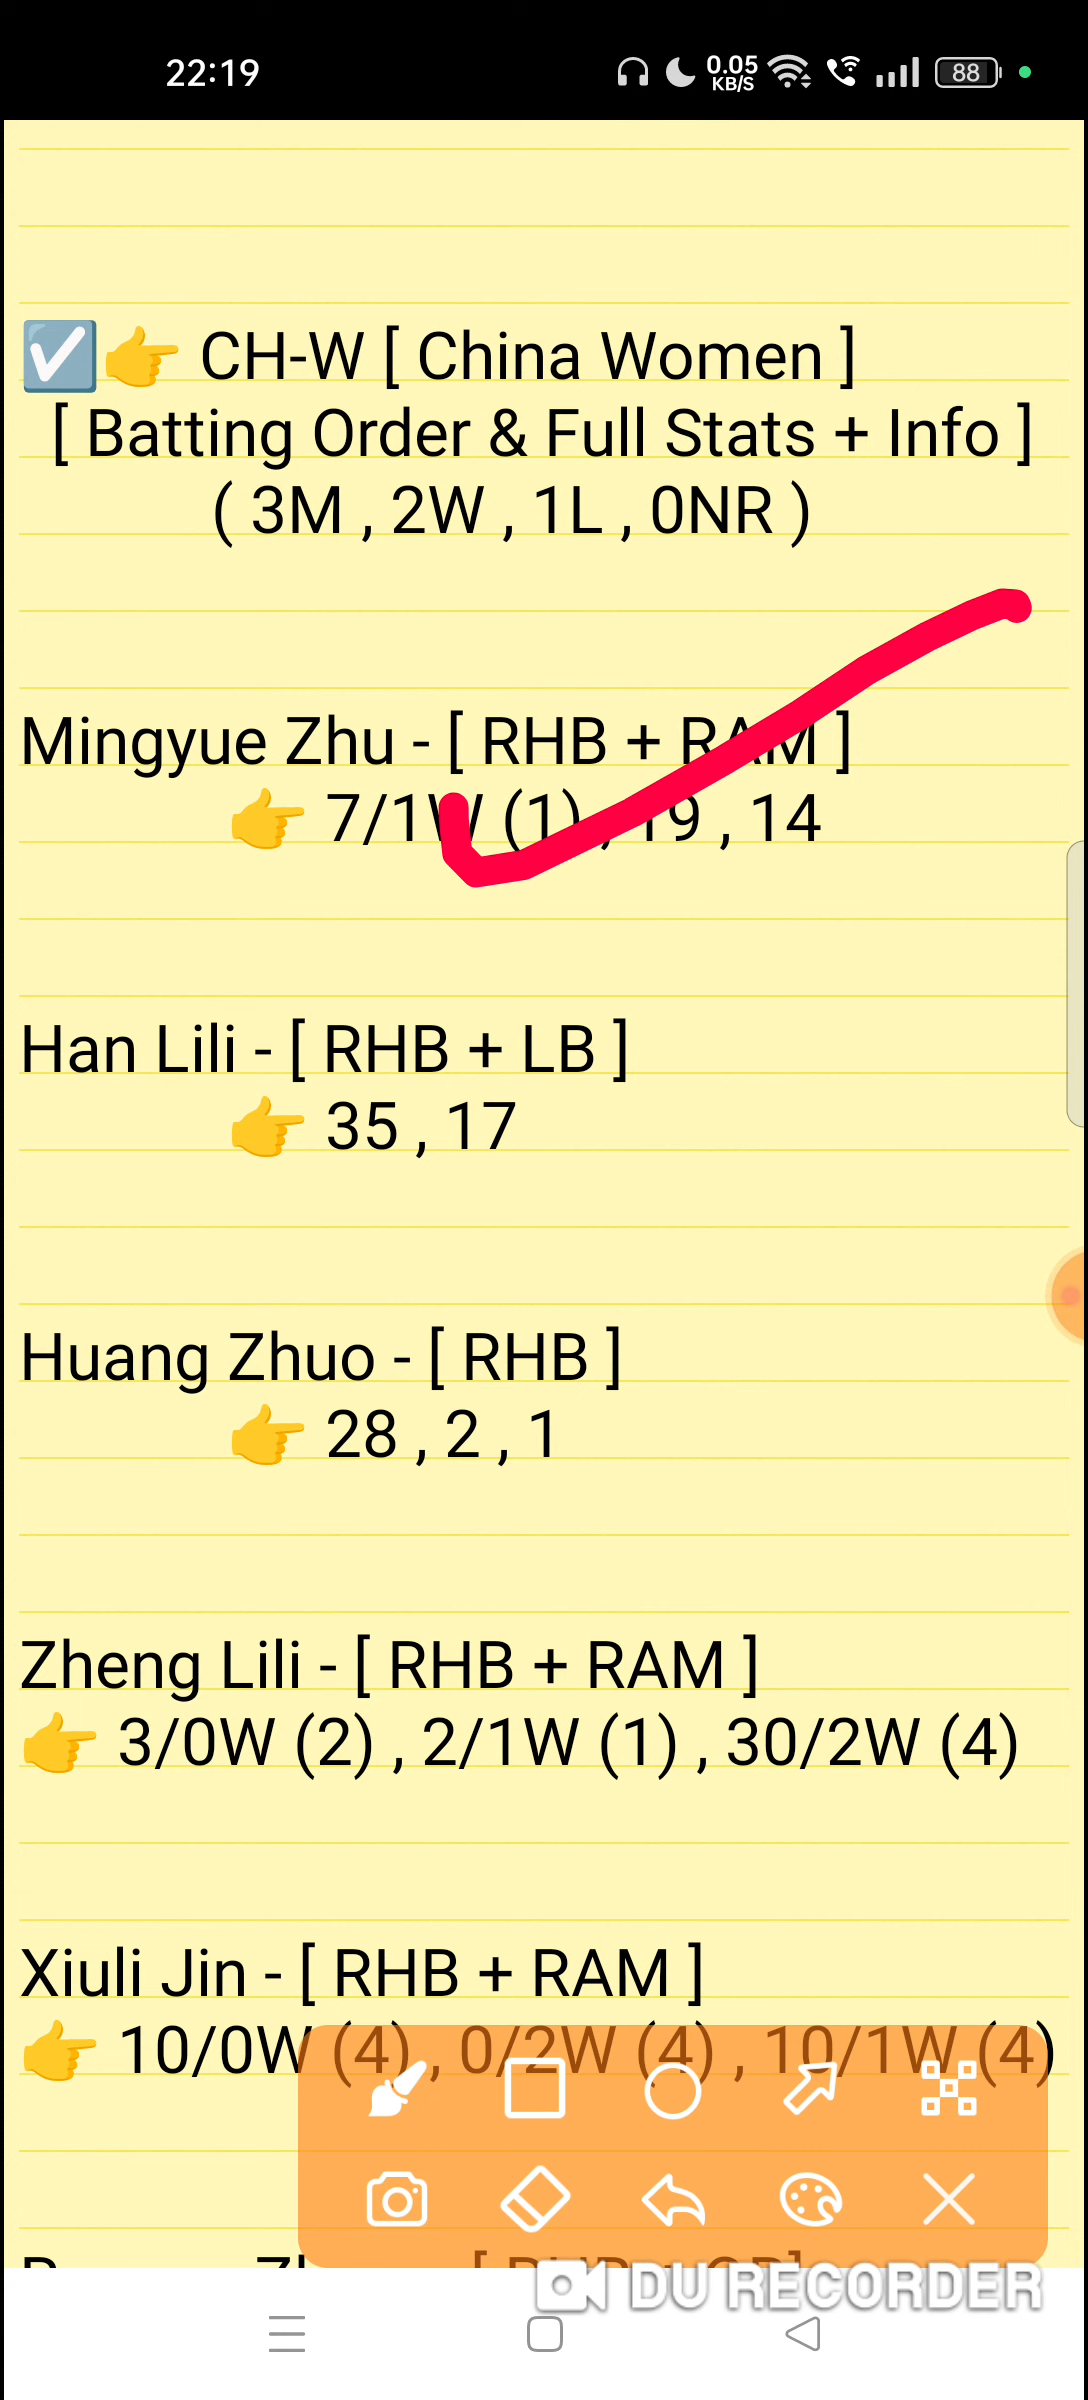 22:19
0.05
KB/S
88
☑️👉 CH-W [ China Women ]
[ Batting Order & Full Stats + Info ]
( 3M , 2W , 1L , 0NR )
Mingyue Zhu - [ RHB + RAM ]
👉 7/1W (1) , 19 , 14
Han Lili - [ RHB + LB ]
👉 35 , 17
Huang Zhuo - [ RHB ]
👉 28 , 2 , 1
Zheng Lili - [ RHB + RAM ]
👉 3/0W (2) , 2/1W (1) , 30/2W (4)
Xiuli Jin - [ RHB + RAM ]
👉 10/0W (4) , 0/2W (4) , 10/1W (4)
DU RECORDER